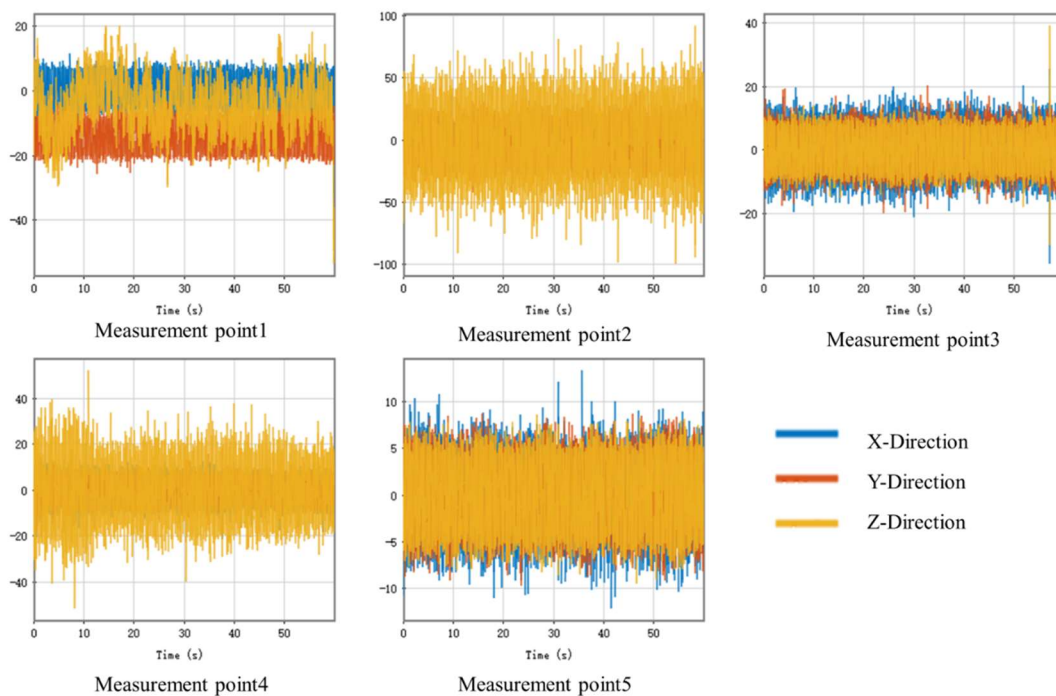 20
0
-20
-40
0 10 20 30 40 50
Time (s)
Measurement point1
100
50
0
-50
-100
0 10 20 30 40 50
Time (s)
Measurement point2
40
20
0
-20
0 10 20 30 40 50
Time (s)
Measurement point3
40
20
0
-20
-40
0 10 20 30 40 50
Time (s)
Measurement point4
10
5
0
-5
-10
0 10 20 30 40 50
Time (s)
Measurement point5
X-Direction
Y-Direction
Z-Direction